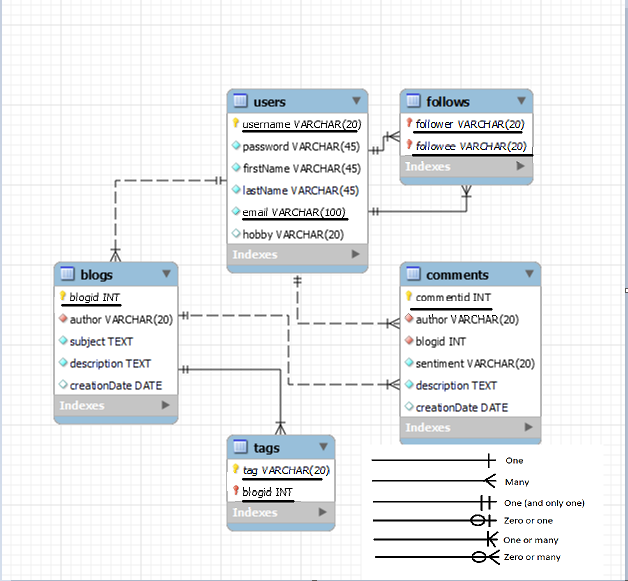 users
username VARCHAR(20)
password VARCHAR(45)
firstName VARCHAR(45)
lastName VARCHAR(45)
email VARCHAR(100)
hobby VARCHAR(20)
Indexes
follows
follower VARCHAR(20)
followee VARCHAR(20)
Indexes
blogs
blogid INT
author VARCHAR(20)
subject TEXT
description TEXT
creationDate DATE
Indexes
comments
commentid INT
author VARCHAR(20)
blogid INT
sentiment VARCHAR(20)
description TEXT
creationDate DATE
Indexes
tags
tag VARCHAR(20)
blogid INT
Indexes
One
Many
One (and only one)
Zero or one
One or many
Zero or many